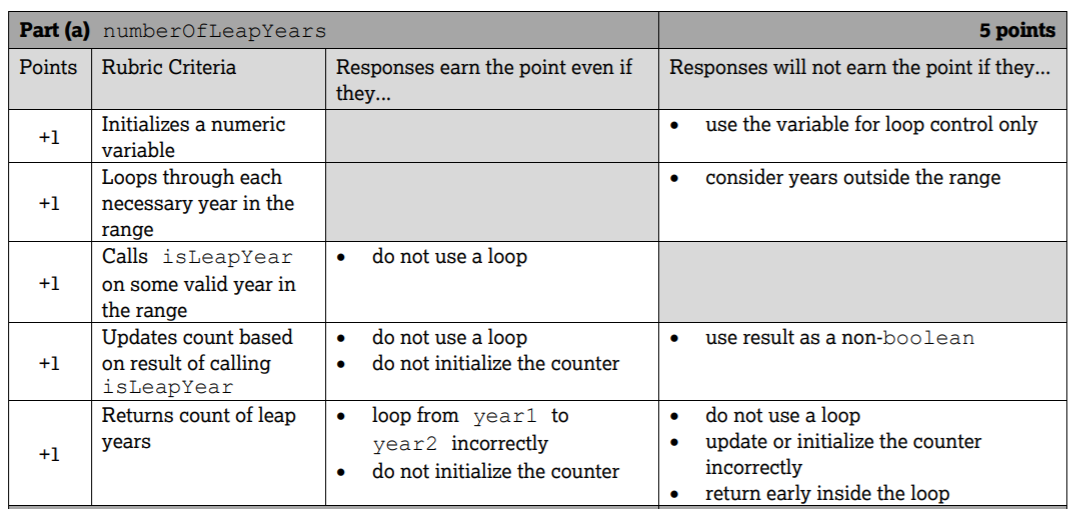 Part (a) numberOfLeapYears 5 points
Points Rubric Criteria Responses earn the point even if they... Responses will not earn the point if they...
+1
Initializes a numeric
variable
• use the variable for loop control only
+1
Loops through each
necessary year in the
range
• consider years outside the range
+1
Calls isLeapYear
on some valid year in
the range
• do not use a loop
+1
Updates count based
on result of calling
isLeapYear
• do not use a loop
• do not initialize the counter
• use result as a non-boolean
+1
Returns count of leap
years
• loop from year1 to
year2 incorrectly
• do not initialize the counter
• do not use a loop
• update or initialize the counter
incorrectly
• return early inside the loop